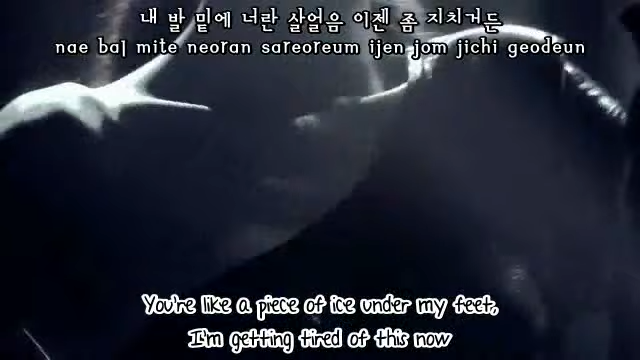 내 발 밑에 너란 살얼음 이젠 좀 지치거든
nae bal mite neoran sareoreum ijen jom jichi geodeun
You're like a piece of ice under my feet,
I'm getting tired of this now